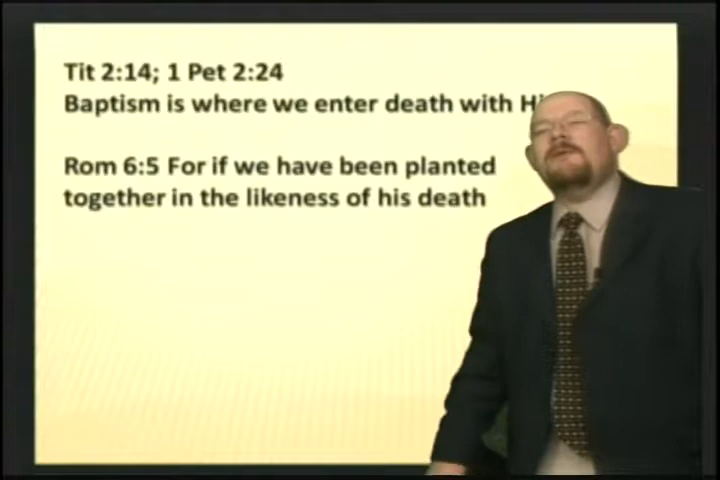 Tit 2:14; 1 Pet 2:24
Baptism is where we enter death with
Rom 6:5 For if we have been planted
together in the likeness of his death